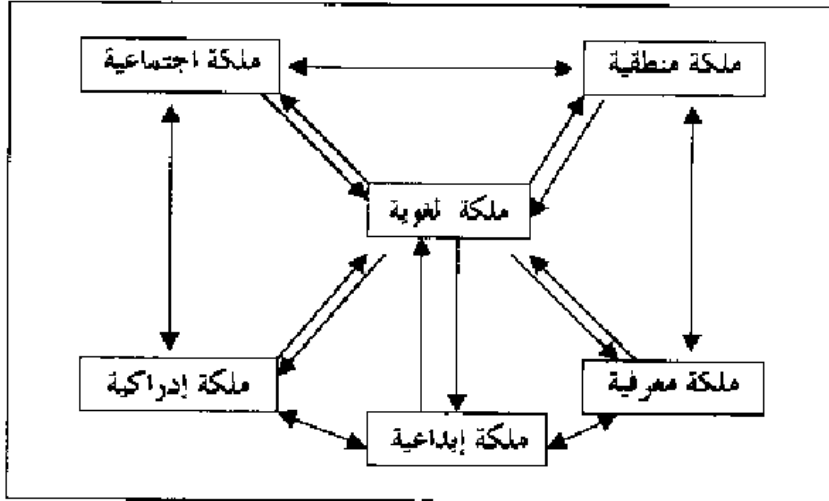 ملكة منطقية
ملكة اجتماعية
ملكة لغوية
ملكة معرفية
ملكة إدراكية
ملكة إبداعية